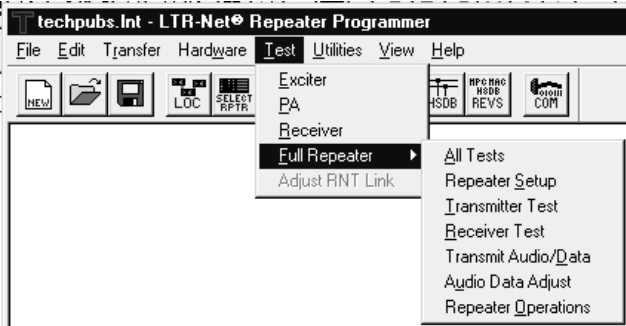 techpubs.lnt - LTR-Net® Repeater Programmer
File Edit Transfer Hardware Test Utilities View Help
NEW LOC SELECT RPTR HSDB MPC MAC HSDB REVS COM
Exciter
PA
Receiver
Full Repeater
Adjust RNT Link
All Tests
Repeater Setup
Transmitter Test
Receiver Test
Transmit Audio/Data
Audio Data Adjust
Repeater Operations